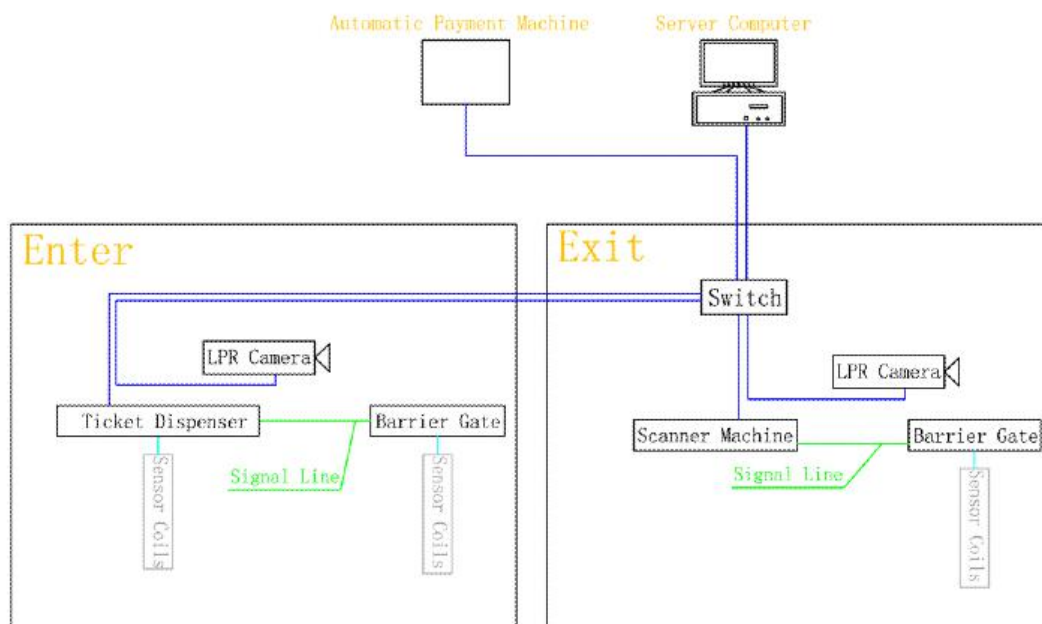 Automatic Payment Machine
Server Computer
Enter
Exit
Switch
LPR Camera
LPR Camera
Ticket Dispenser
Barrier Gate
Scanner Machine
Barrier Gate
Signal Line
Signal Line
Sensor Coils
Sensor Coils
Sensor Coils